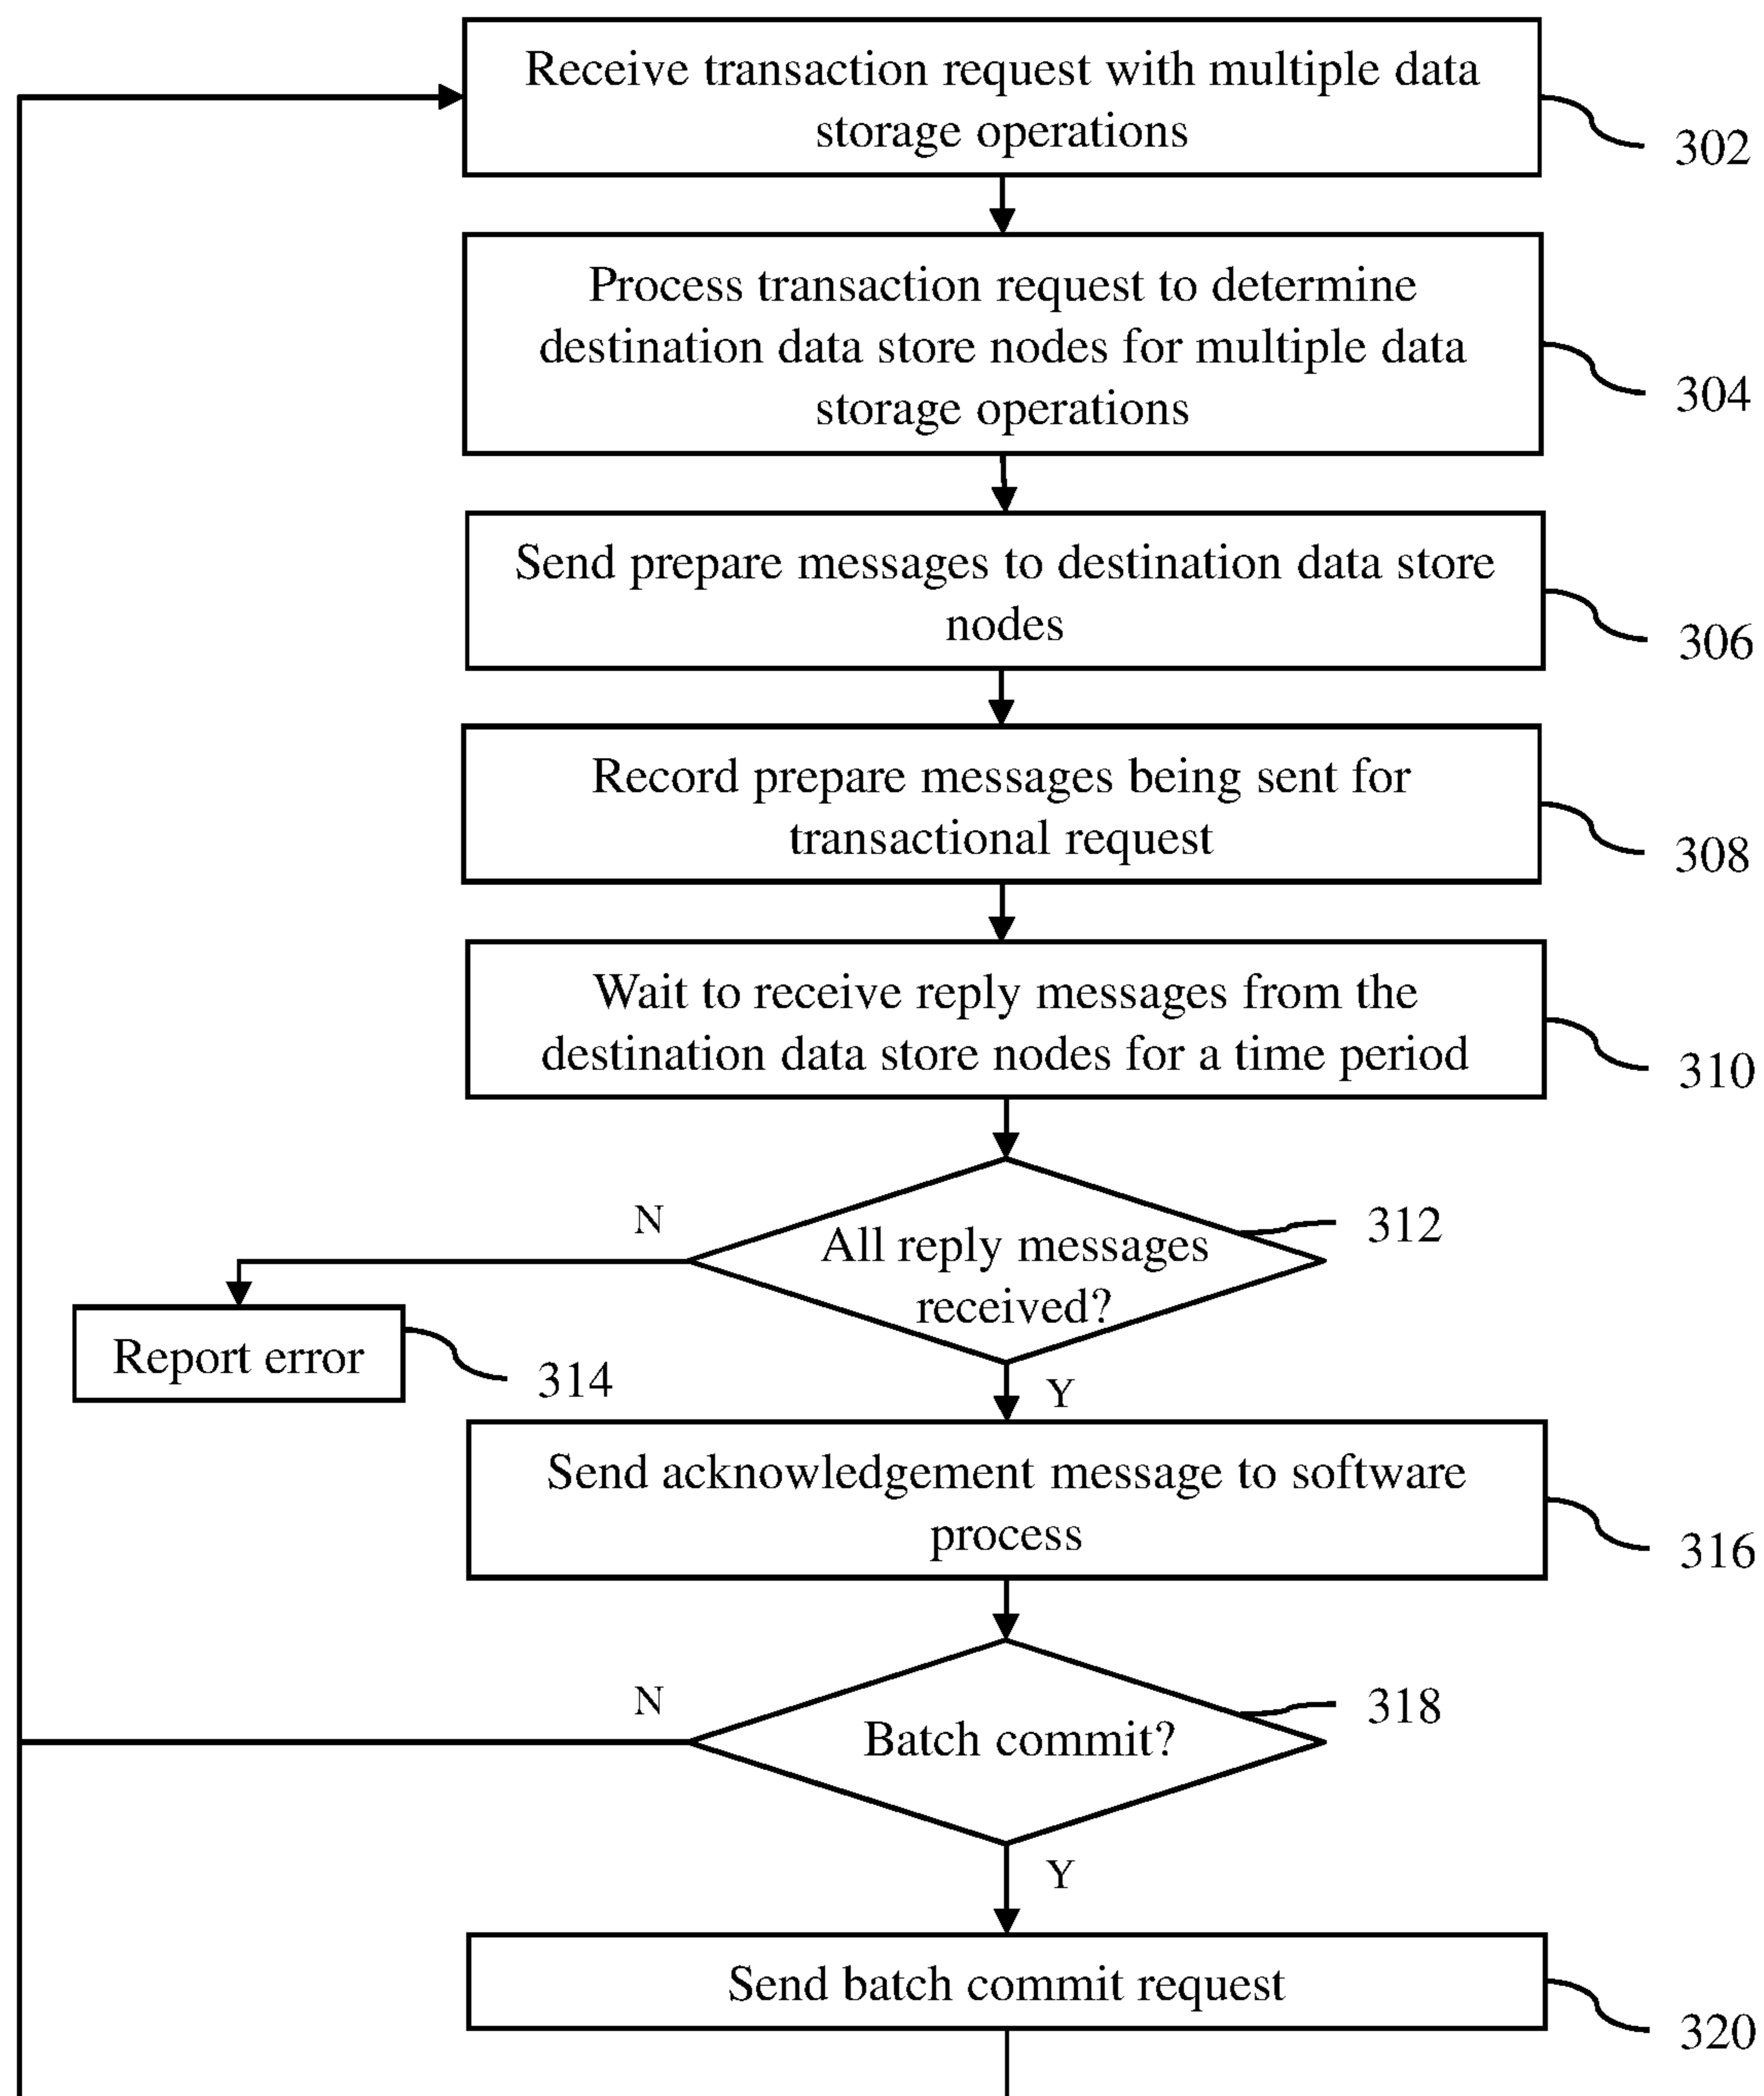 Receive transaction request with multiple data
storage operations
302
Process transaction request to determine
destination data store nodes for multiple data
storage operations
304
Send prepare messages to destination data store
nodes
306
Record prepare messages being sent for
transactional request
308
Wait to receive reply messages from the
destination data store nodes for a time period
310
N
312
All reply messages
received?
Report error
314
Y
Send acknowledgement message to software
process
316
N
318
Batch commit?
Y
Send batch commit request
320